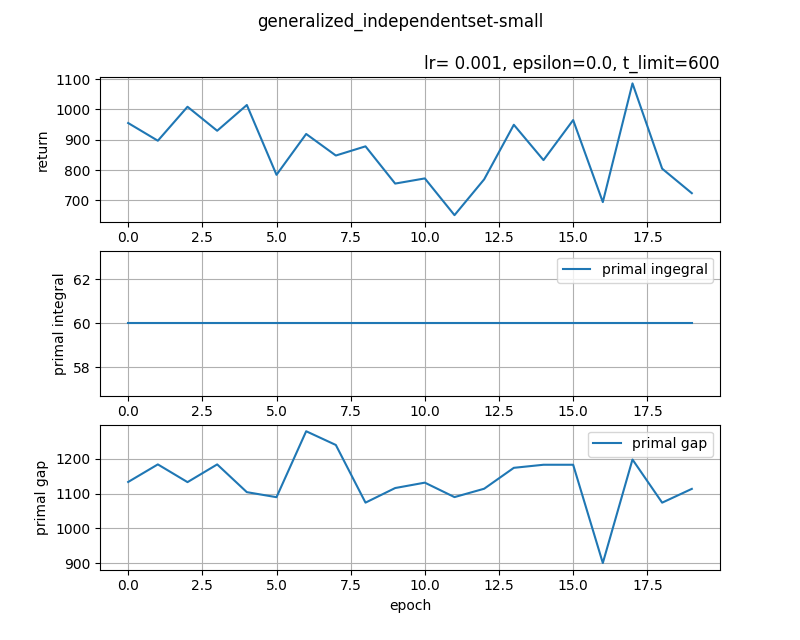 generalized_independentset-small
lr= 0.001, epsilon=0.0, t_limit=600
1100
1000
900
800
700
return
0.0 2.5 5.0 7.5 10.0 12.5 15.0 17.5
62
60
58
primal integral
primal ingegral
0.0 2.5 5.0 7.5 10.0 12.5 15.0 17.5
1200
1100
1000
900
primal gap
primal gap
0.0 2.5 5.0 7.5 10.0 12.5 15.0 17.5
epoch